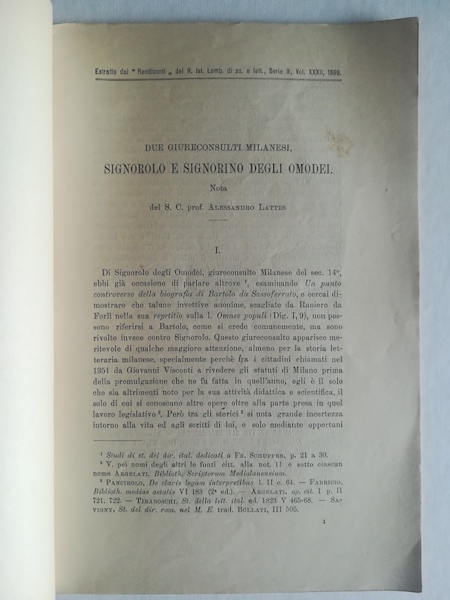 Estratto dai "Rendiconti„ del R. Ist. Lomb. di sc. e lett., Serie II, Vol. XXXII, 1899.
DUE GIURECONSULTI MILANESI,
SIGNOROLO E SIGNORINO DEGLI OMODEI.
Nota
del S. C. prof. ALESSANDRO LATTES
I.
Di Signorolo degli Omodei, giureconsulto Milanese del sec. 14º,
ebbi già occasione di parlare altrove ¹, esaminando Un punto
controverso della biografia di Bartolo da Sassoferrato, e cercai di-
mostrare che talune invettive anonime, scagliate da Raniero da
Forlì nella sua repetitio sulla l. Omnes populi (Dig. I, 9), non pos-
sono riferirsi a Bartolo, come si crede comunemente, ma sono
rivolte invece contro Signorolo. Questo giureconsulto apparisce me-
ritevole di qualche maggiore attenzione, almeno per la storia let-
teraria milanese, specialmente perchè fra i cittadini chiamati nel
1351 da Giovanni Visconti a rivedere gli statuti di Milano prima
della promulgazione che ne fu fatta in quell'anno, egli è il solo
che sia altrimenti noto per la sua attività didattica e scientifica, il
solo di cui si conoscano altre opere oltre alla parte presa in quel
lavoro legislativo ². Però tra gli storici ³ si nota grande incertezza
intorno alla vita ed agli scritti di lui, e solo mediante opportuni
¹ Studi di st. del dir. ital. dedicati a FR. SCHUPFER, p. 21 a 30.
² V. pei nomi degli altri le fonti citt. alla not. 11 e sotto ciascun
nome ARGELATI, Biblioth. Scriptorum Mediolanensium.
³ PANCIROLO, De claris legum interpretibus l. II c. 64. — FABRICIO,
Biblioth. mediae aetatis VI 183 (2ª ed.). — ARGELATI, op. cit. I p. II
721. 722. — TIRABOSCHI, St. della lett. ital. ed. 1823 V 465-68. — SA-
VIGNY, St. del dir. rom. nel M. E. trad. BOLLATI, III 505.
1